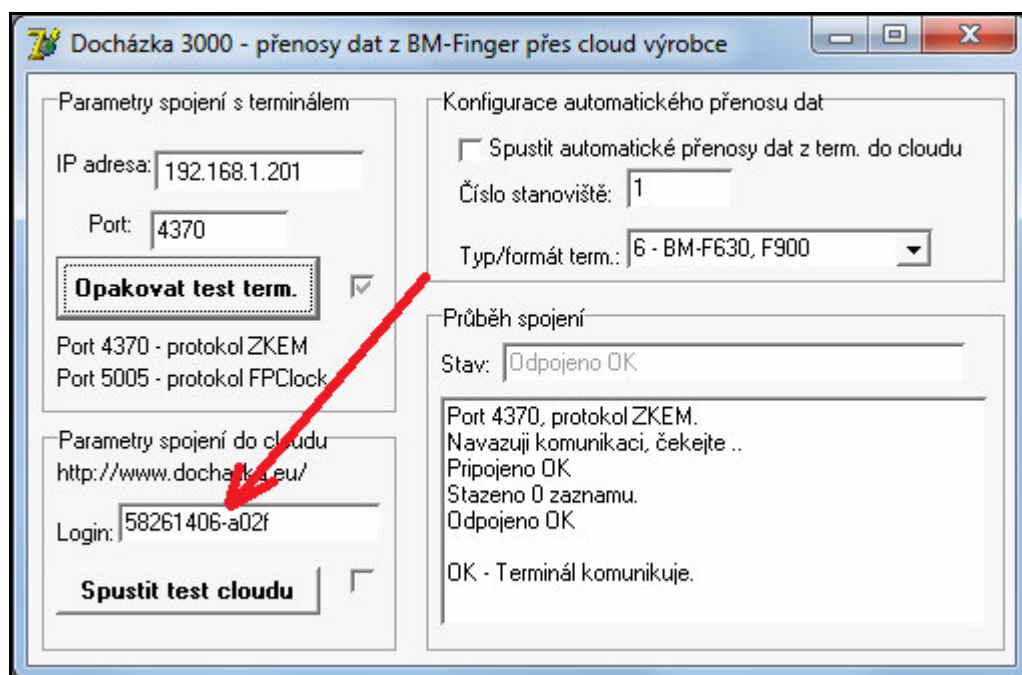 Docházka 3000 - přenosy dat z BM-Finger přes cloud výrobce
Parametry spojení s terminálem
IP adresa: 192.168.1.201
Port: 4370
Opakovat test term.
Port 4370 - protokol ZKEM
Port 5005 - protokol FPClock
Parametry spojení do cloudu
http://www.dochazka.eu/
Login: 58261406-a02f
Spustit test cloudu
Konfigurace automatického přenosu dat
Spustit automatické přenosy dat z term. do cloudu
Číslo stanoviště: 1
Typ/formát term.: 6 - BM-F630, F900
Průběh spojení
Stav: Odpojeno OK
Port 4370, protokol ZKEM.
Navazuji komunikaci, čekejte ..
Pripojeno OK
Stazeno 0 zaznamu.
Odpojeno OK
OK - Terminál komunikuje.